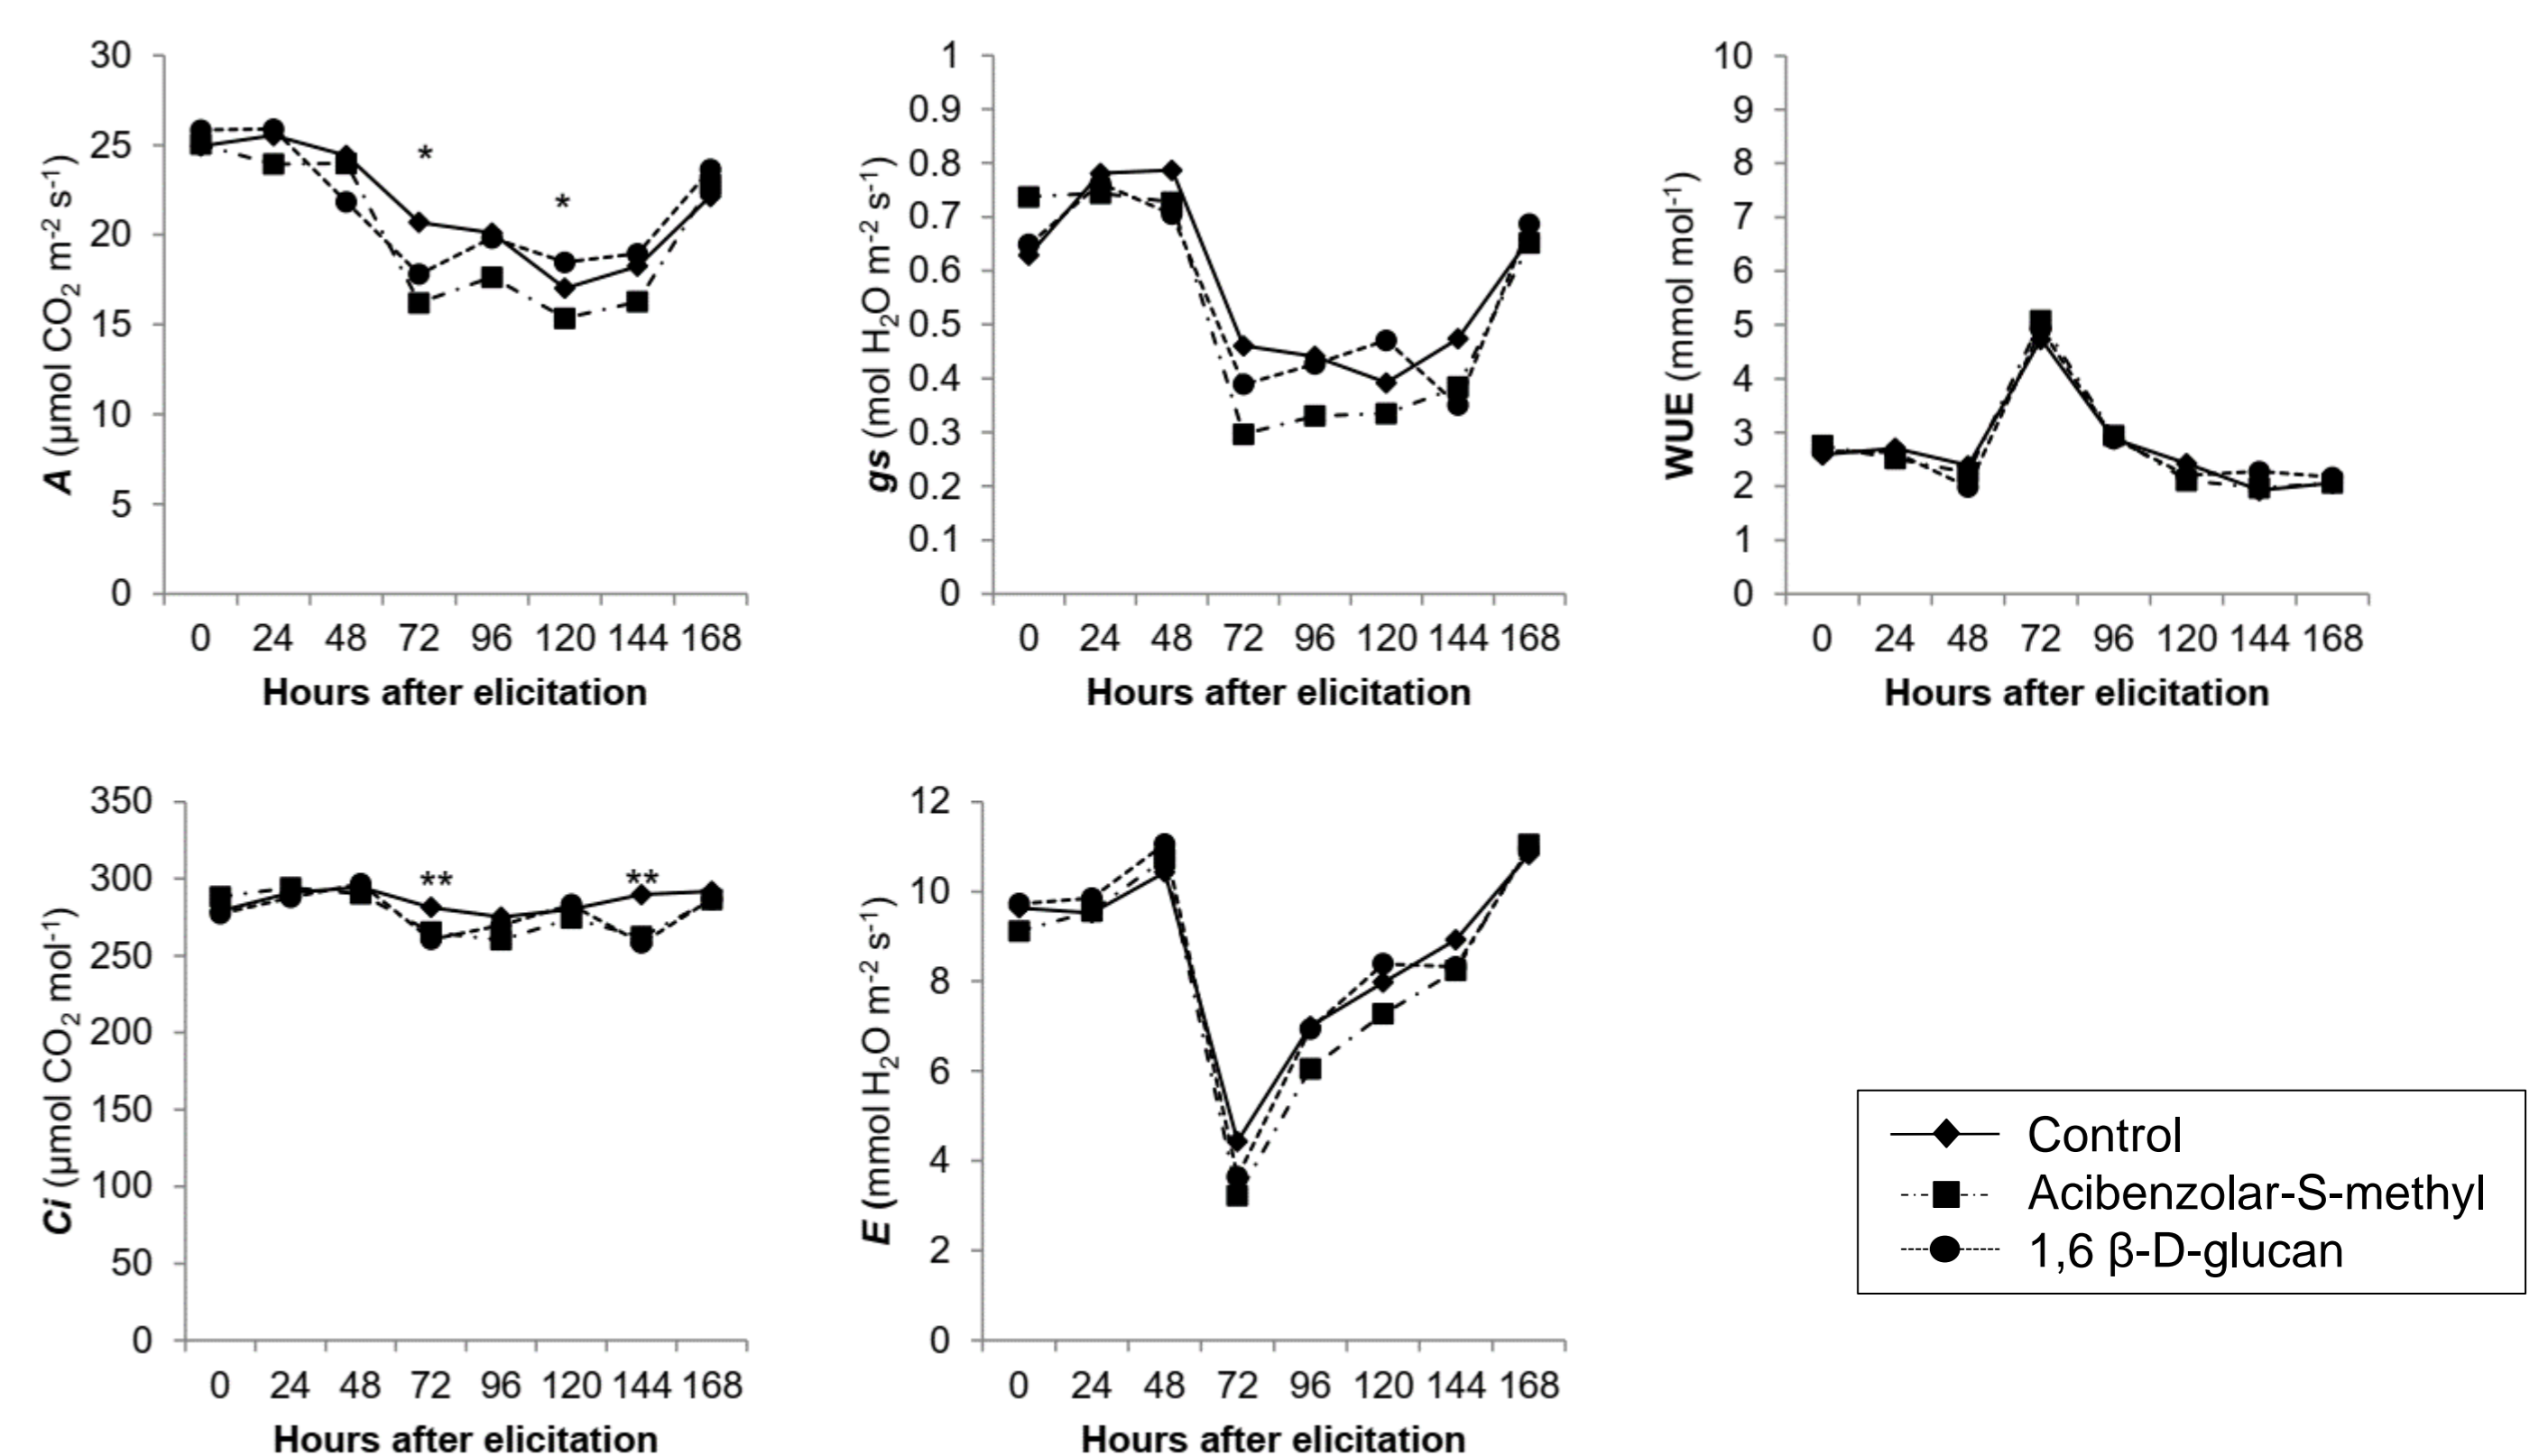 30
25
20
15
10
5
0
A (μmol CO2 m-2 s-1)
*
*
0 24 48 72 96 120 144 168
Hours after elicitation
1
0.9
0.8
0.7
0.6
0.5
0.4
0.3
0.2
0.1
0
gs (mol H2O m-2 s-1)
0 24 48 72 96 120 144 168
Hours after elicitation
10
9
8
7
6
5
4
3
2
1
0
WUE (mmol mol-1)
0 24 48 72 96 120 144 168
Hours after elicitation
350
300
250
200
150
100
50
0
Ci (μmol CO2 mol-1)
**
**
0 24 48 72 96 120 144 168
Hours after elicitation
12
10
8
6
4
2
0
E (mmol H2O m-2 s-1)
0 24 48 72 96 120 144 168
Hours after elicitation
Control
Acibenzolar-S-methyl
1,6 β-D-glucan